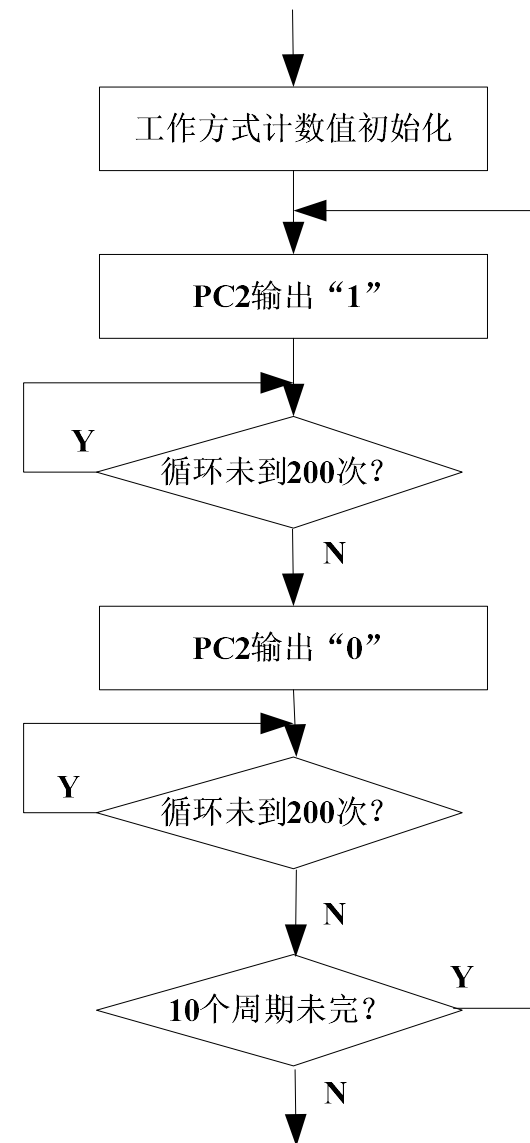 工作方式计数值初始化
PC2输出“1”
Y
循环未到200次?
N
PC2输出“0”
Y
循环未到200次?
N
Y
10个周期未完?
N